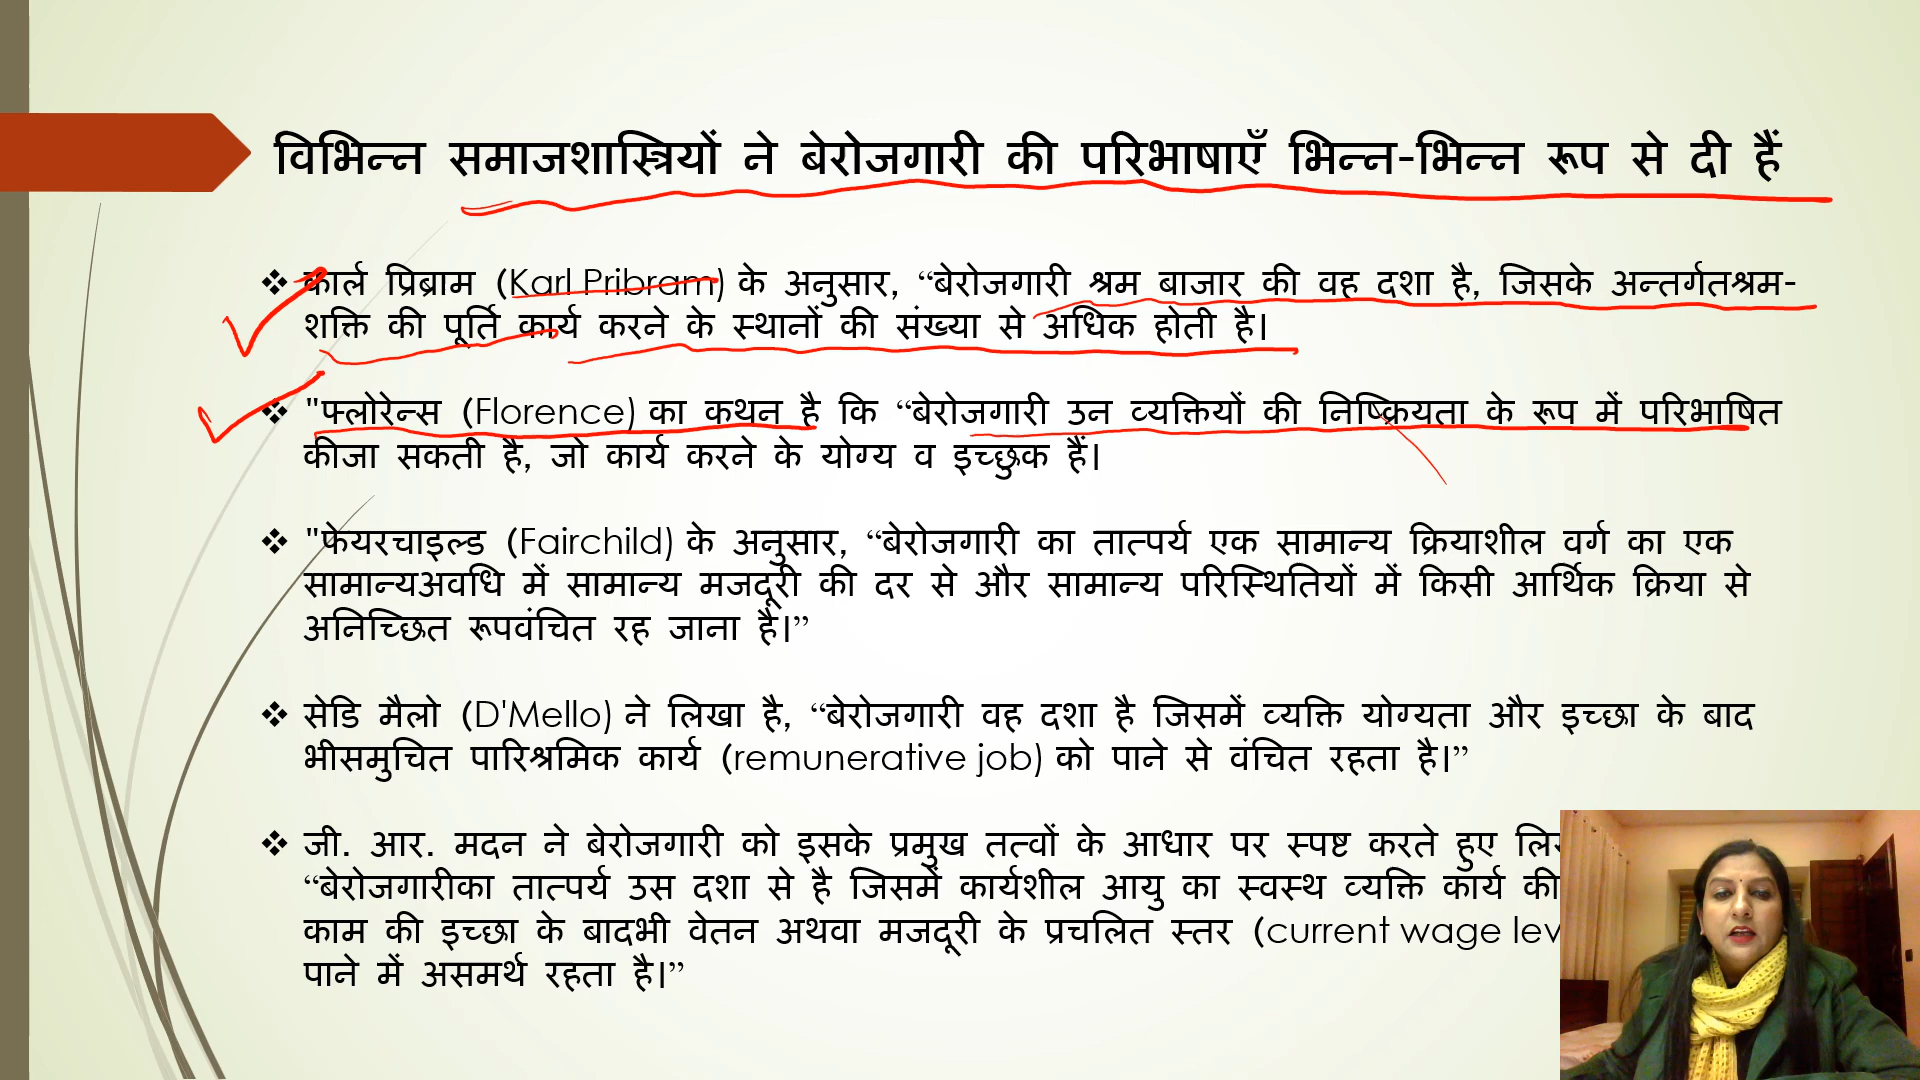 विभिन्न समाजशास्त्रियों ने बेरोजगारी की परिभाषाएँ भिन्न-भिन्न रूप से दी हैं
❖ कार्ल प्रिब्राम (Karl Pribram) के अनुसार, “बेरोजगारी श्रम बाजार की वह दशा है, जिसके अन्तर्गतश्रम-
शक्ति की पूर्ति कार्य करने के स्थानों की संख्या से अधिक होती है।
❖ "फ्लोरेन्स (Florence) का कथन है कि “बेरोजगारी उन व्यक्तियों की निष्क्रियता के रूप में परिभाषित
कीजा सकती है, जो कार्य करने के योग्य व इच्छुक हैं।
❖ "फेयरचाइल्ड (Fairchild) के अनुसार, “बेरोजगारी का तात्पर्य एक सामान्य क्रियाशील वर्ग का एक
सामान्यअवधि में सामान्य मजदूरी की दर से और सामान्य परिस्थितियों में किसी आर्थिक क्रिया से
अनिच्छित रूपवंचित रह जाना है।”
❖ सेडि मैलो (D'Mello) ने लिखा है, “बेरोजगारी वह दशा है जिसमें व्यक्ति योग्यता और इच्छा के बाद
भीसमुचित पारिश्रमिक कार्य (remunerative job) को पाने से वंचित रहता है।”
❖ जी. आर. मदन ने बेरोजगारी को इसके प्रमुख तत्वों के आधार पर स्पष्ट करते हुए
“बेरोजगारीका तात्पर्य उस दशा से है जिसमें कार्यशील आयु का स्वस्थ व्यक्ति कार्य की
काम की इच्छा के बादभी वेतन अथवा मजदूरी के प्रचलित स्तर (current wage
पाने में असमर्थ रहता है।”